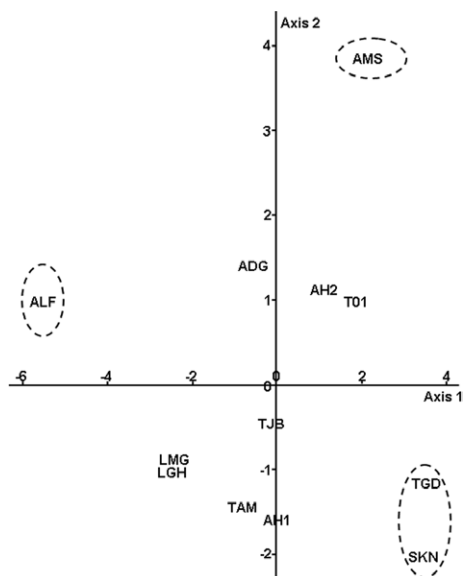 Axis 2
4
AMS
3
2
ADG
1
AH2
T01
ALF
-6
-4
-2
0
0
2
4
Axis 1
TJB
LMG
-1
LGH
TGD
TAM
AH1
-2
SKN